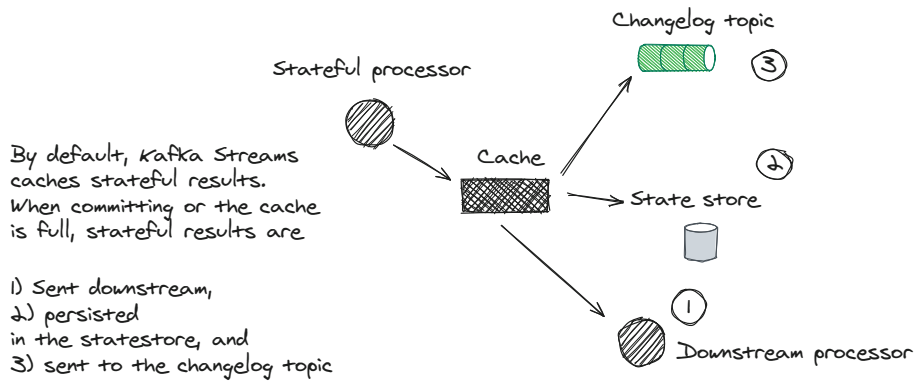 Changelog topic
3
Stateful processor
By default, Kafka Streams
caches stateful results.
When committing or the cache
is full, stateful results are
Cache
2
State store
1) Sent downstream,
2) persisted
in the statestore, and
3) sent to the changelog topic
1
Downstream processor